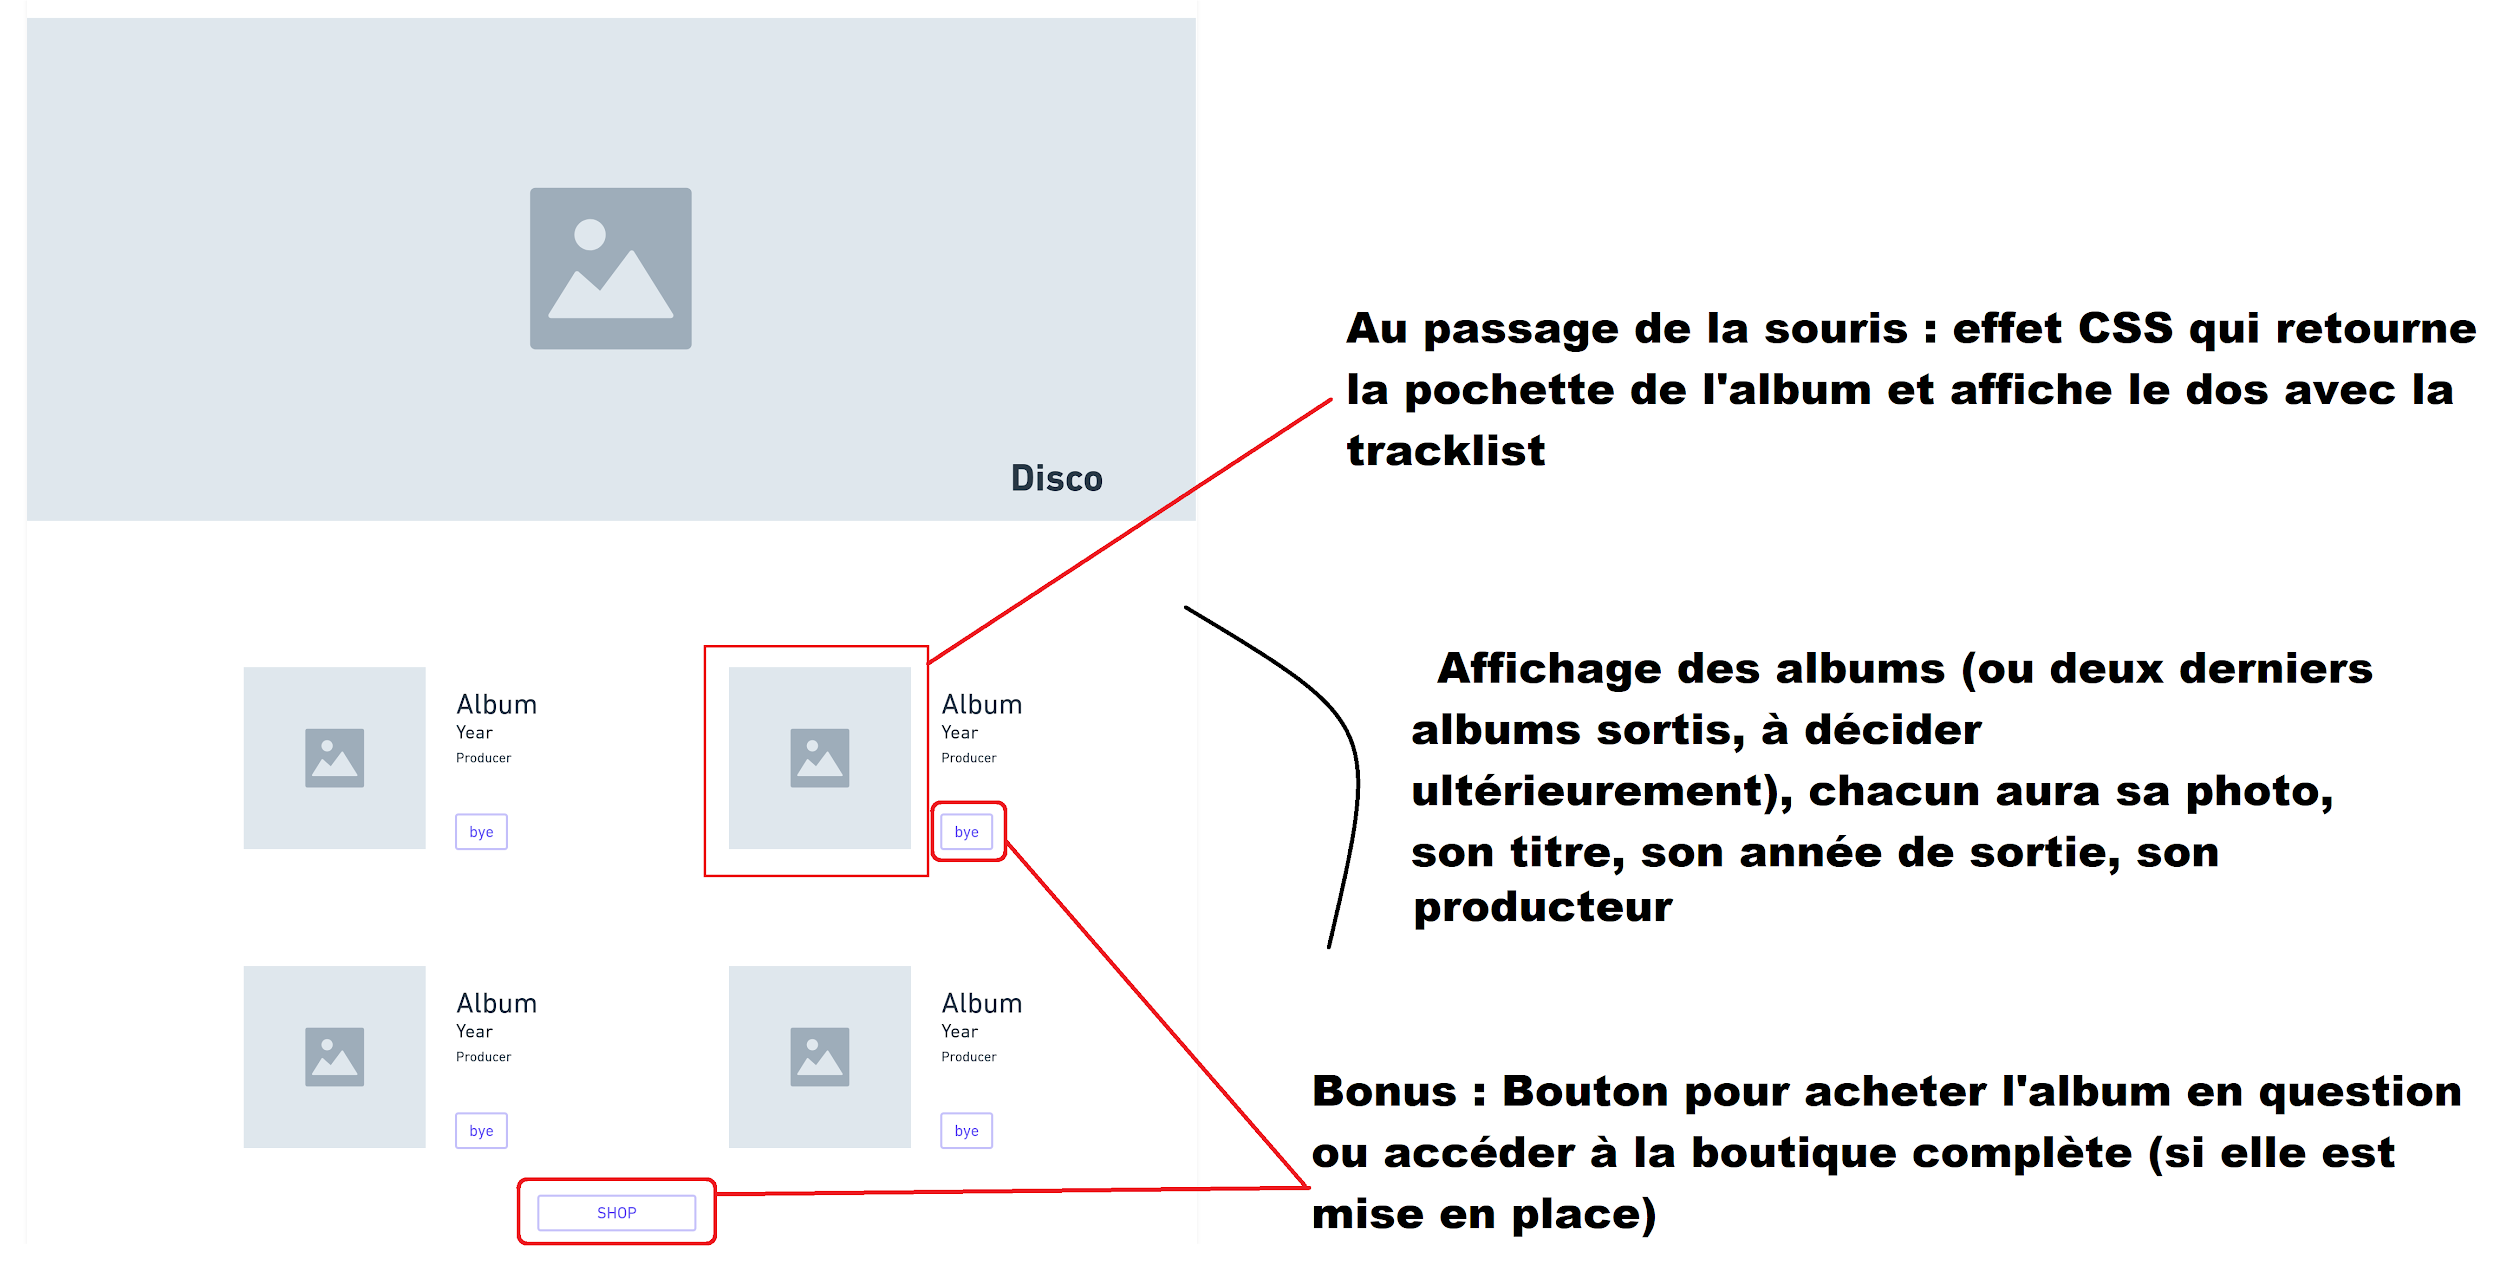 Disco
Au passage de la souris : effet CSS qui retourne
la pochette de l'album et affiche le dos avec la
tracklist
Album
Year
Producer
bye
Album
Year
Producer
bye
Affichage des albums (ou deux derniers
albums sortis, à décider
ultérieurement), chacun aura sa photo,
son titre, son année de sortie, son
producteur
Album
Year
Producer
bye
Album
Year
Producer
bye
SHOP
Bonus : Bouton pour acheter l'album en question
ou accéder à la boutique complète (si elle est
mise en place)